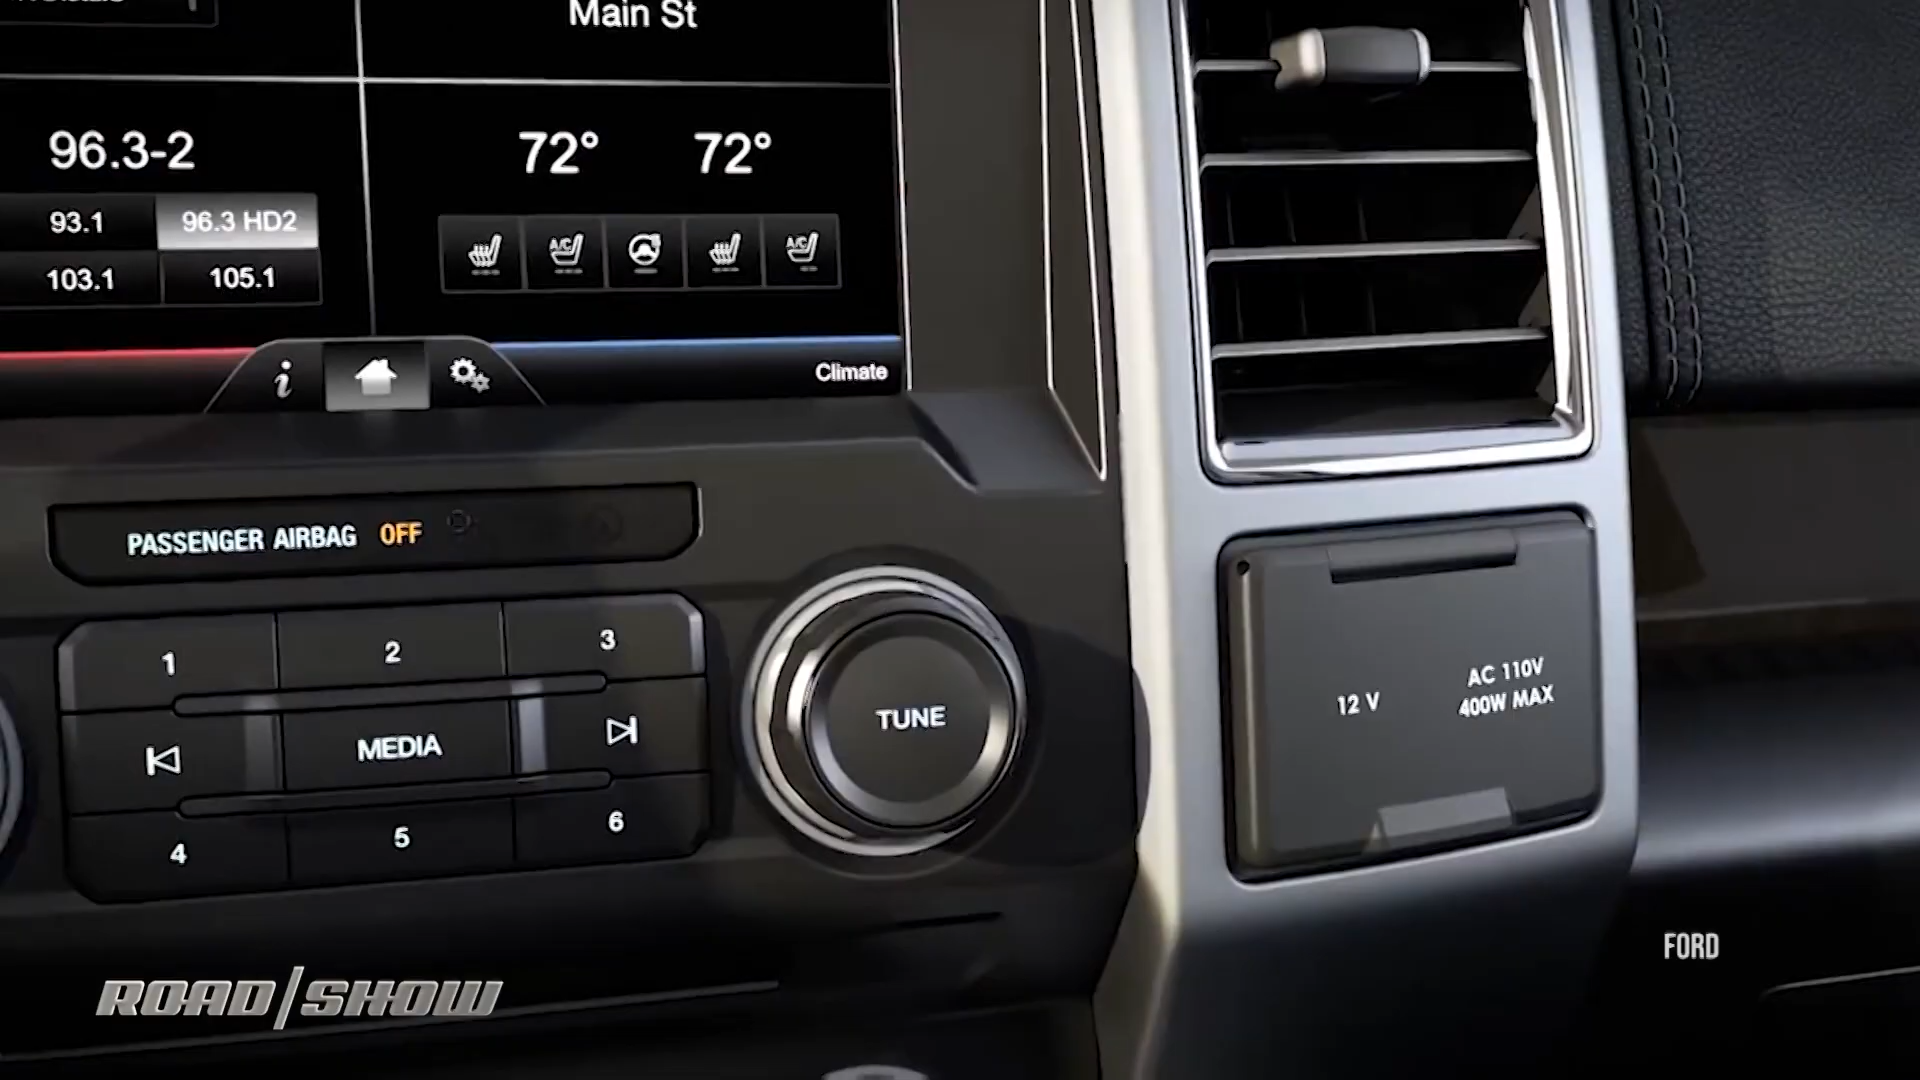 Main St
96.3-2
72° 72°
93.1 96.3 HD2
A/C A/C
103.1 105.1
i
Climate
PASSENGER AIRBAG OFF
1 2 3
MEDIA
4 5 6
TUNE
12 V
AC 110V
400W MAX
FORD
ROAD/SHOW